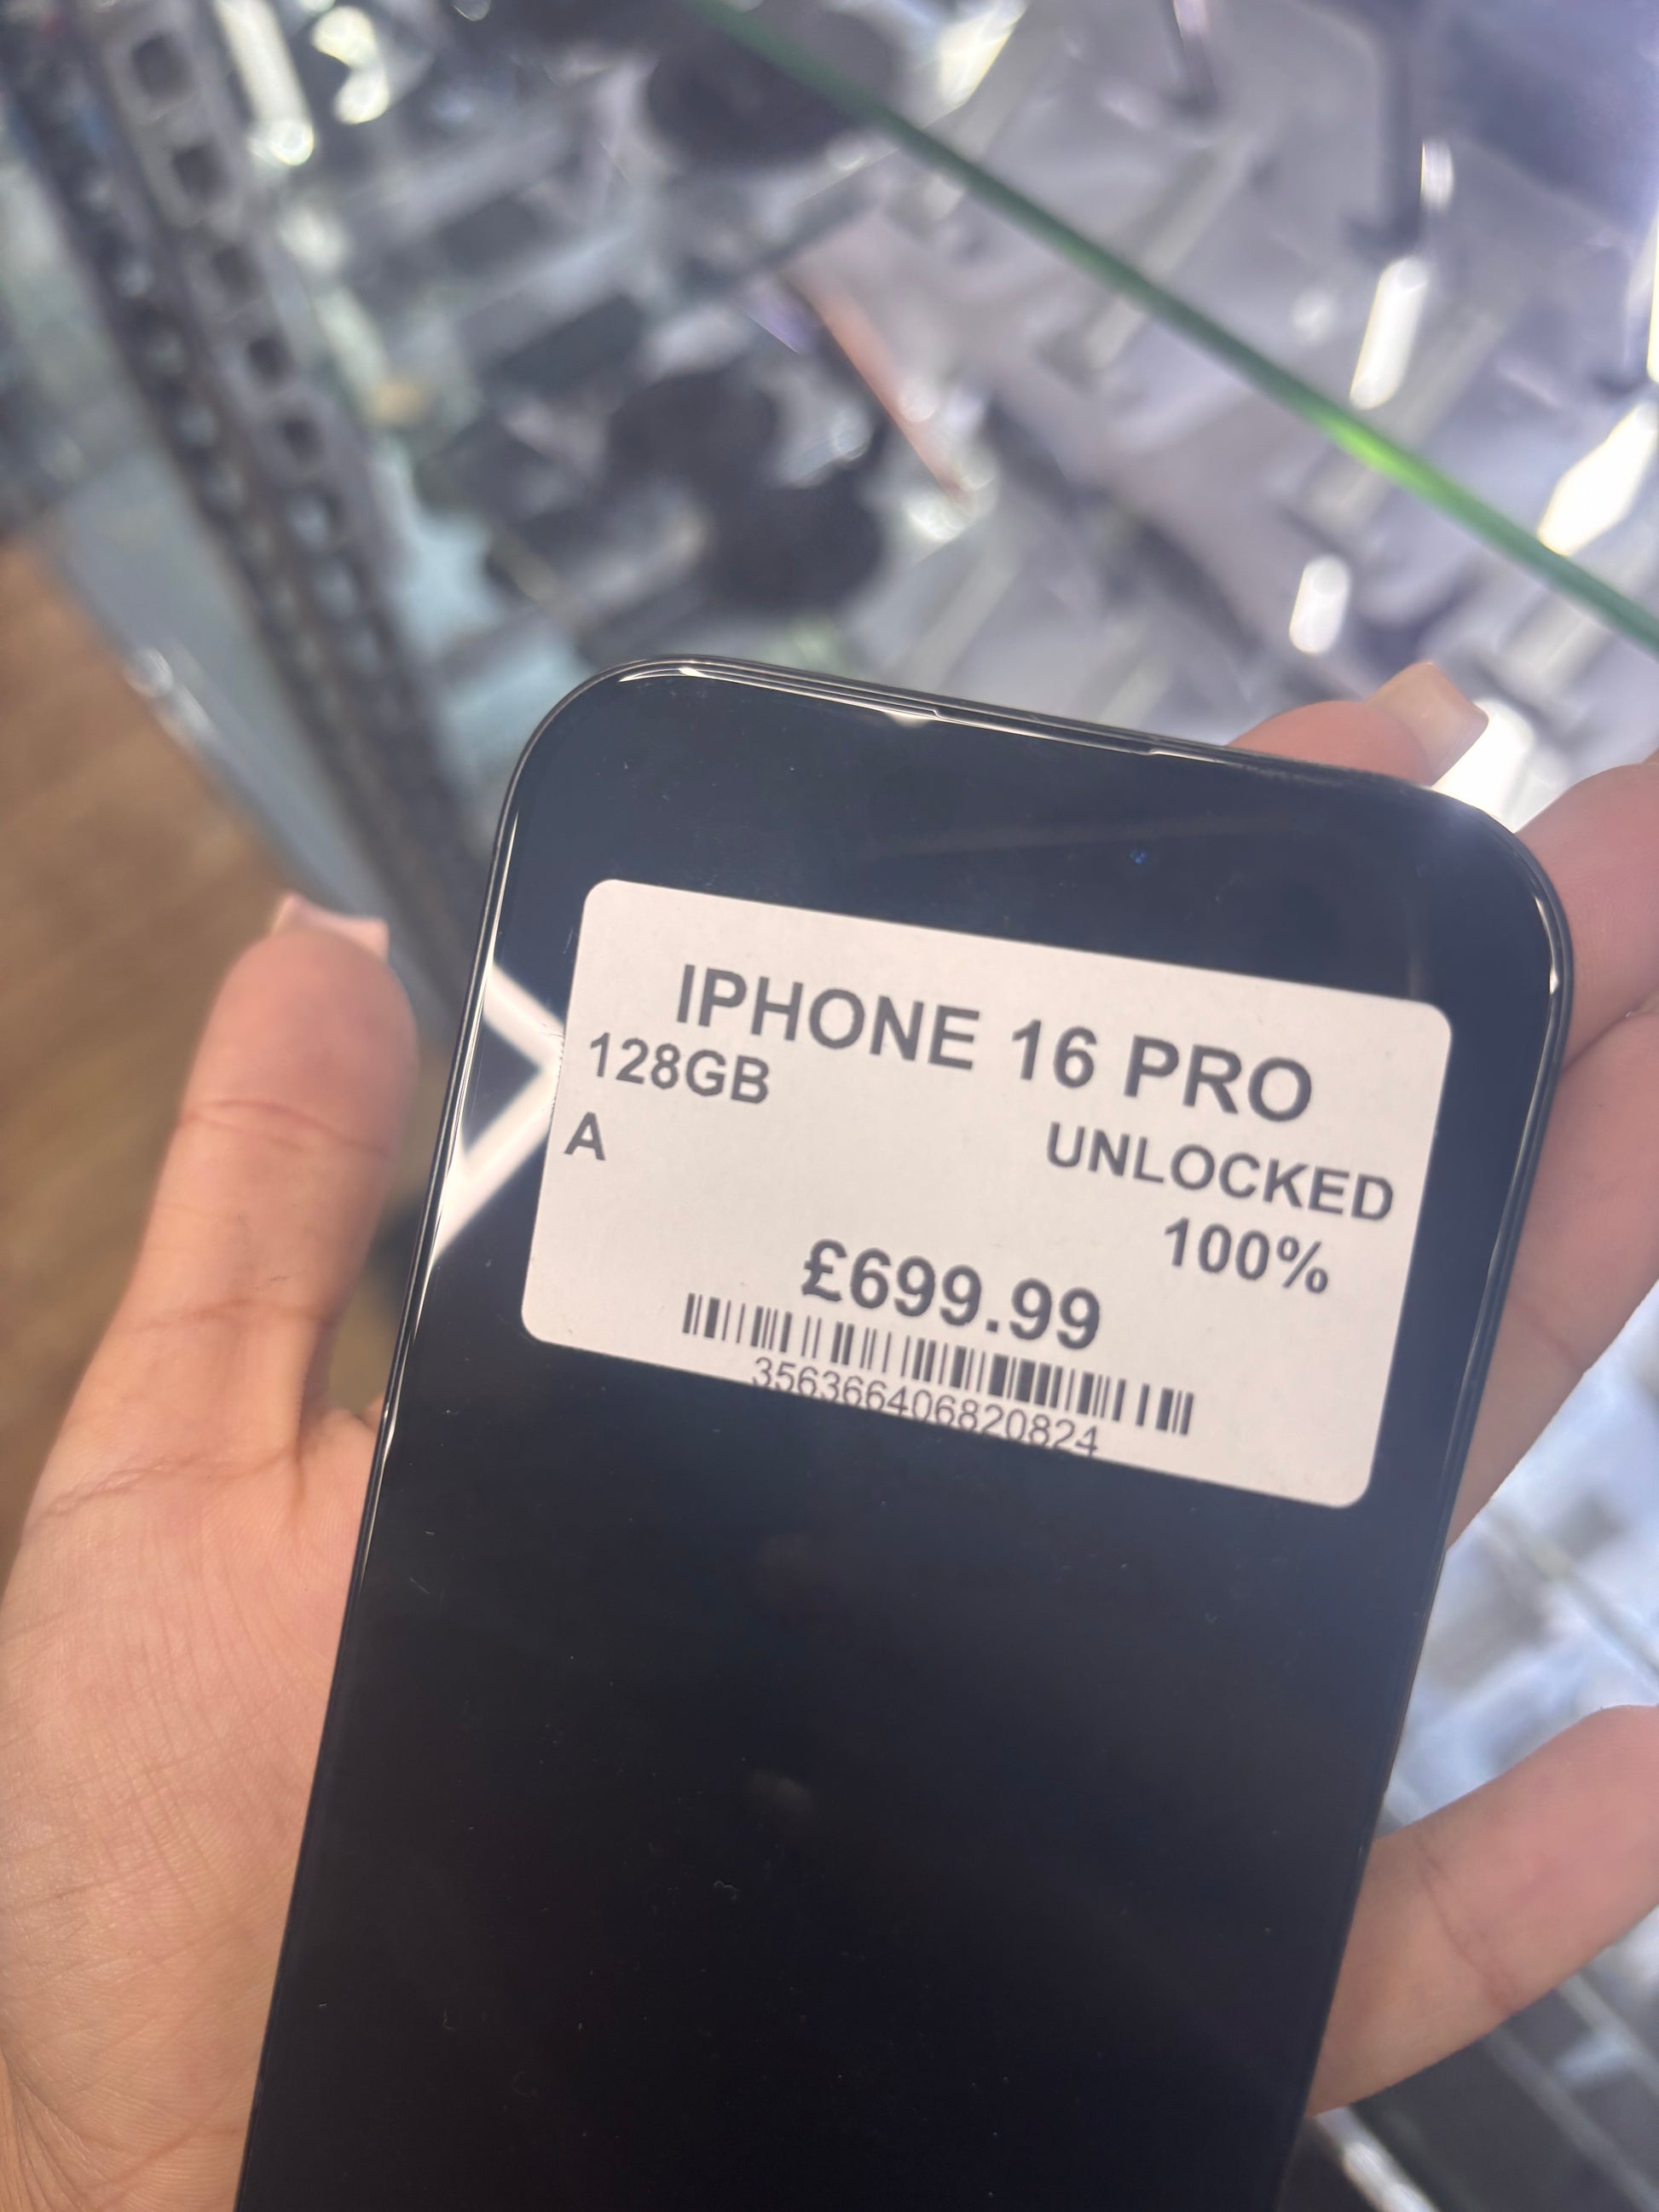 IPHONE 16 PRO
128GB
UNLOCKED
A
100%
£699.99
356366406820824